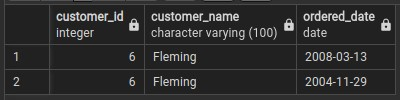 customer_id customer_name ordered_date
integer character varying (100) date
1 6 Fleming 2008-03-13
2 6 Fleming 2004-11-29